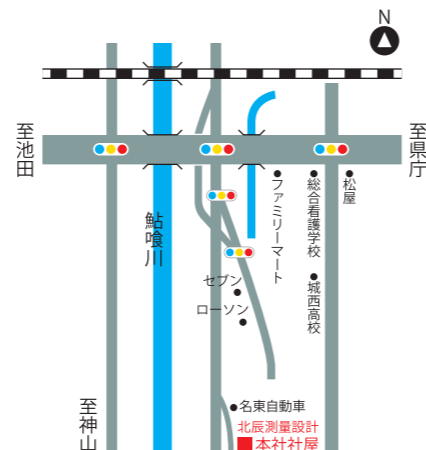 N
至池田
至県庁
鮎喰川
ファミリーマート
総合看護学校
松屋
城西高校
セブン
ローソン
至神山
名東自動車
北辰測量設計
本社社屋